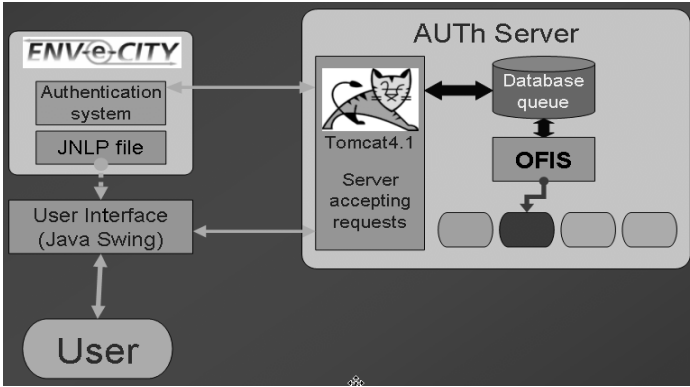 ENV-e-CITY
Authentication
system
JNLP file
User Interface
(Java Swing)
User
AUTh Server
Tomcat4.1
Server
accepting
requests
Database
queue
OFIS